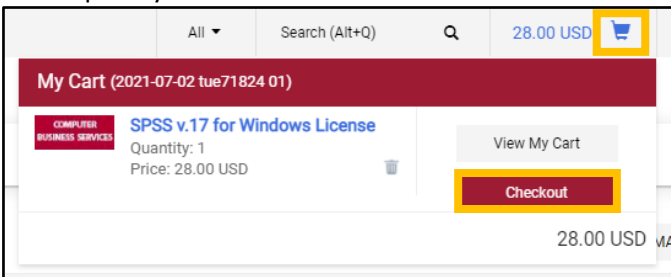 All
Search (Alt+Q)
28.00 USD
My Cart (2021-07-02 tue71824 01)
COMPUTER
BUSINESS SERVICES
SPSS v.17 for Windows License
Quantity: 1
Price: 28.00 USD
View My Cart
Checkout
28.00 USD
MA